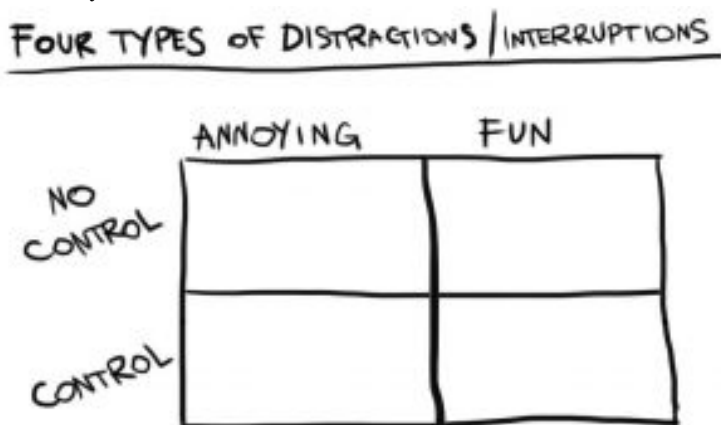 FOUR TYPES OF DISTRACTIONS/INTERRUPTIONS
ANNOYING FUN
NO
CONTROL
CONTROL